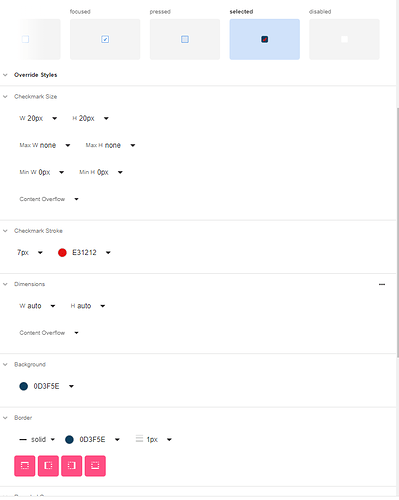 focused pressed selected disabled
Override Styles
Checkmark Size
W 20px H 20px
Max W none Max H none
Min W 0px Min H 0px
Content Overflow
Checkmark Stroke
7px E31212
Dimensions
W auto H auto
Content Overflow
Background
0D3F5E
Border
solid 0D3F5E 1px